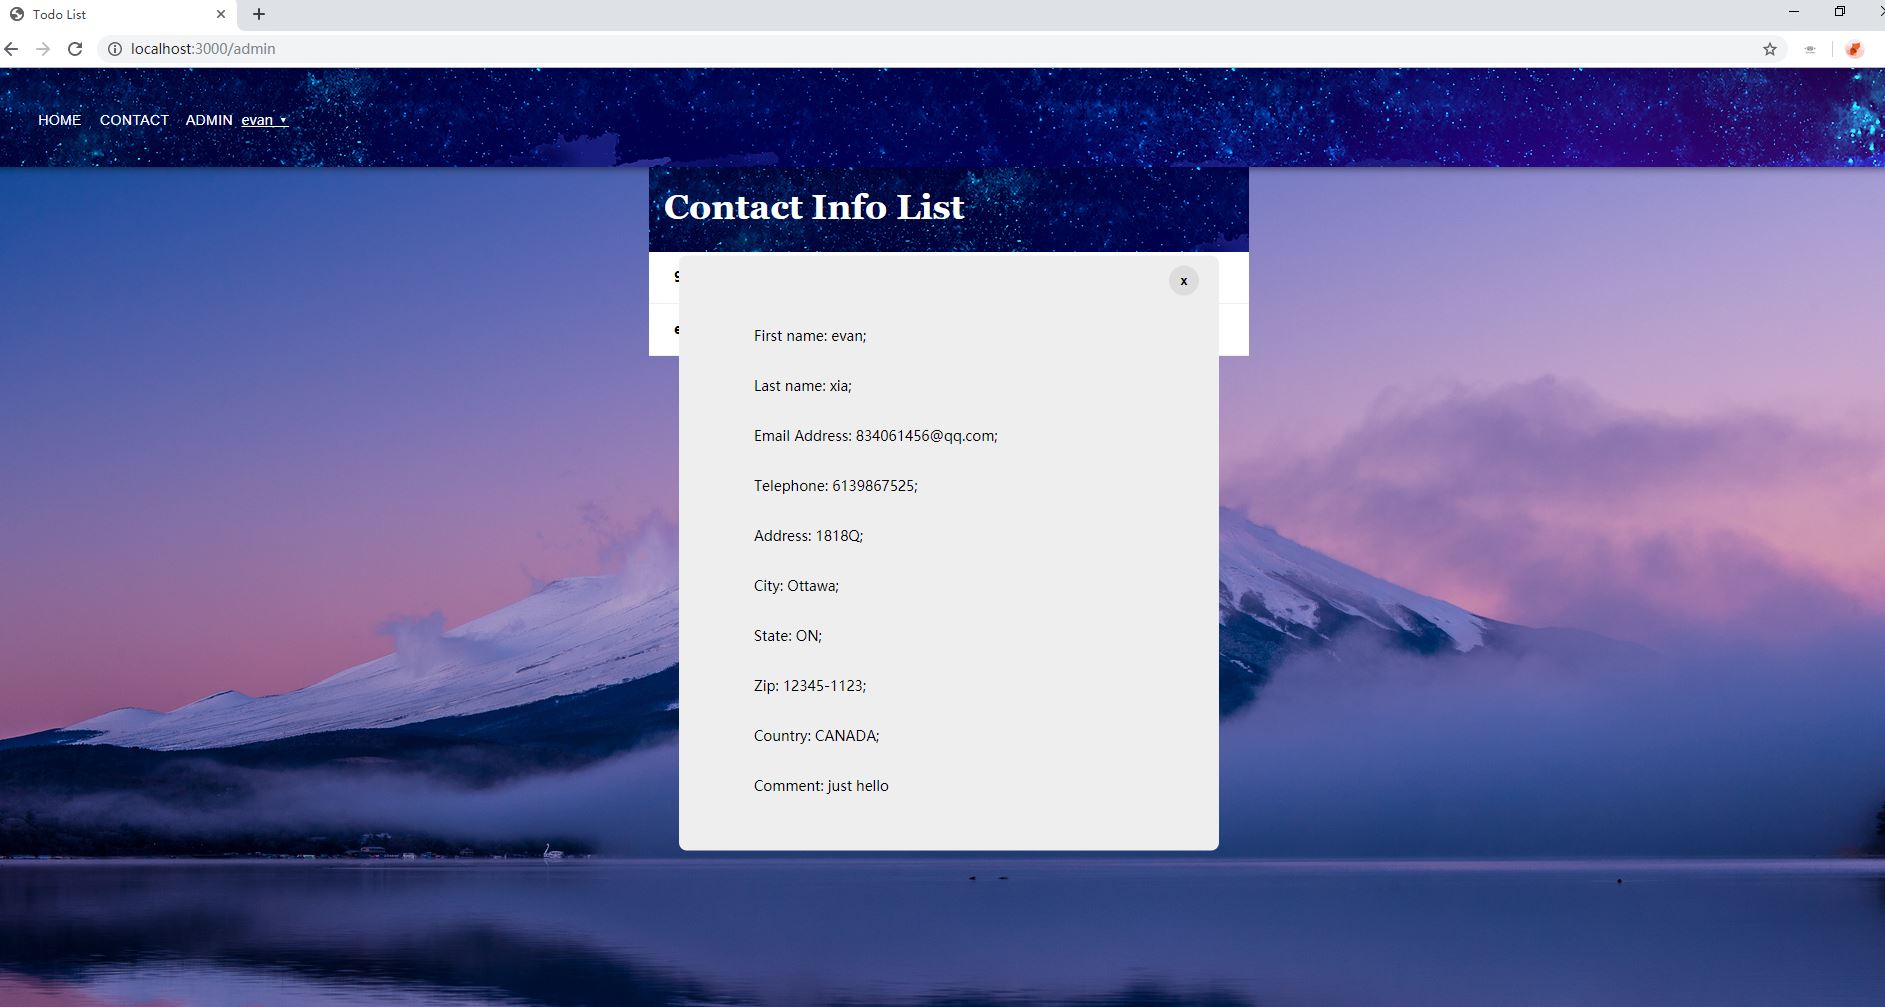 Todo List
localhost:3000/admin
HOME CONTACT ADMIN evan
Contact Info List
x
First name: evan;
Last name: xia;
Email Address: 834061456@qq.com;
Telephone: 6139867525;
Address: 1818Q;
City: Ottawa;
State: ON;
Zip: 12345-1123;
Country: CANADA;
Comment: just hello